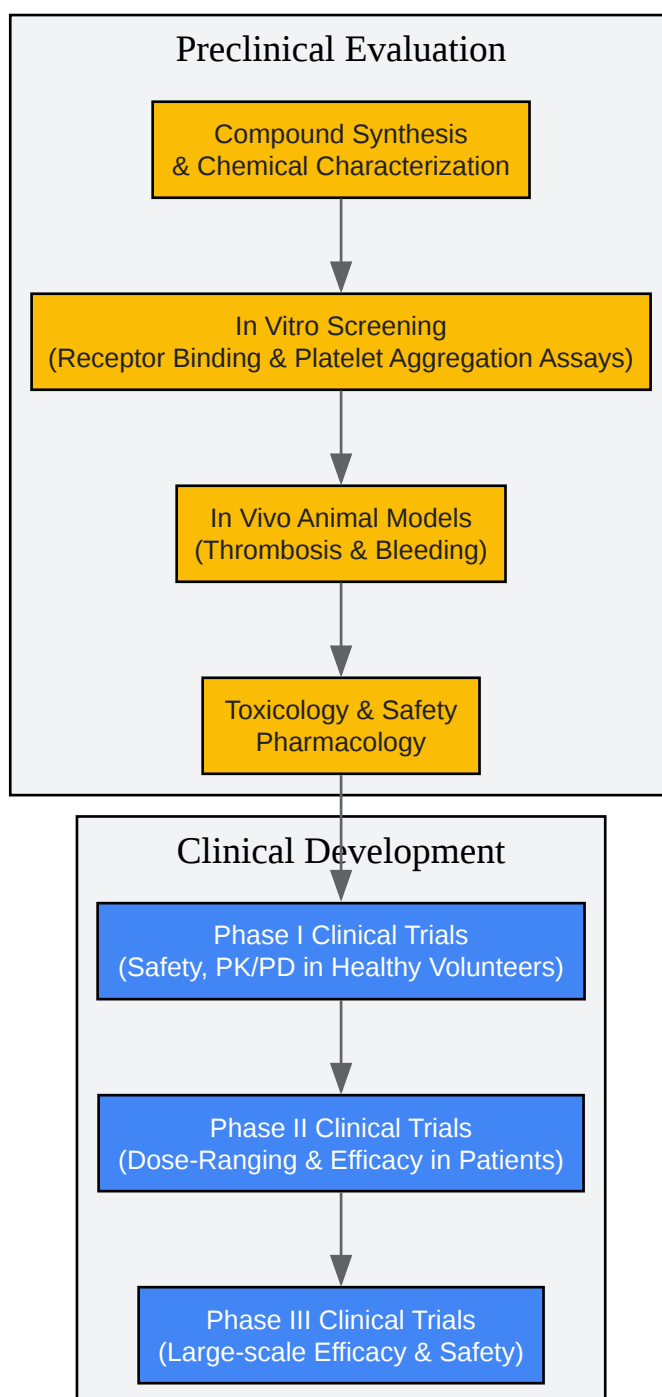 Preclinical Evaluation
Compound Synthesis
& Chemical Characterization
In Vitro Screening
(Receptor Binding & Platelet Aggregation Assays)
In Vivo Animal Models
(Thrombosis & Bleeding)
Toxicology & Safety
Pharmacology
Clinical Development
Phase I Clinical Trials
(Safety, PK/PD in Healthy Volunteers)
Phase II Clinical Trials
(Dose-Ranging & Efficacy in Patients)
Phase III Clinical Trials
(Large-scale Efficacy & Safety)